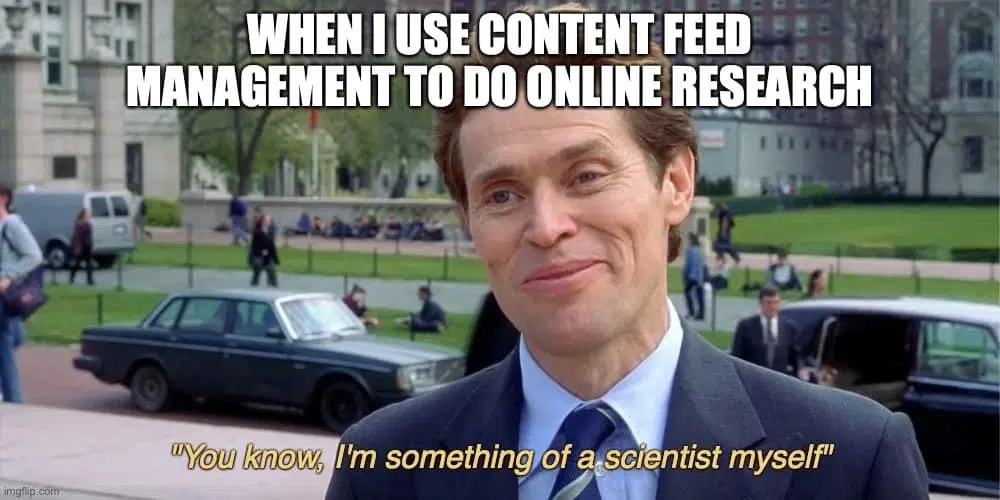 WHEN I USE CONTENT FEED
MANAGEMENT TO DO ONLINE RESEARCH
"You know, I'm something of a scientist myself"
imgflip.com